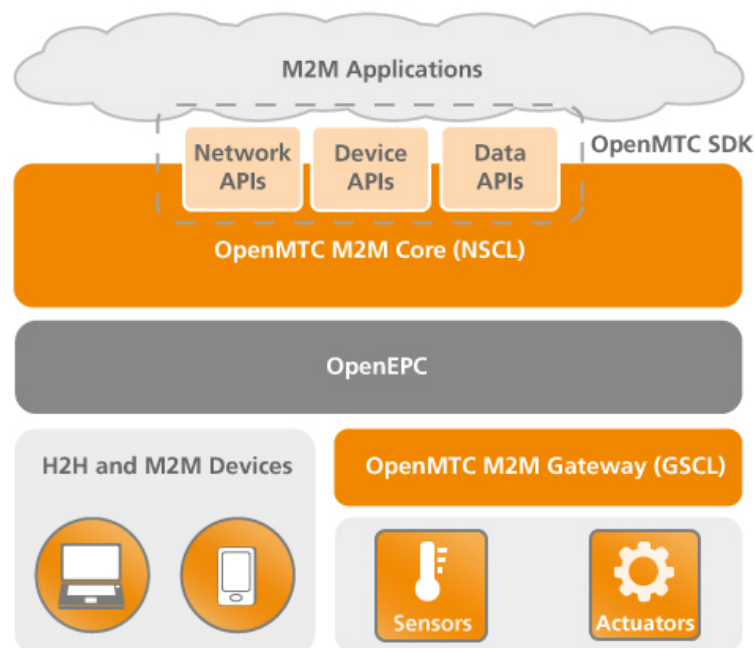 M2M Applications
OpenMTC SDK
Network
APIs
Device
APIs
Data
APIs
OpenMTC M2M Core (NSCL)
OpenEPC
H2H and M2M Devices
OpenMTC M2M Gateway (GSCL)
Sensors
Actuators